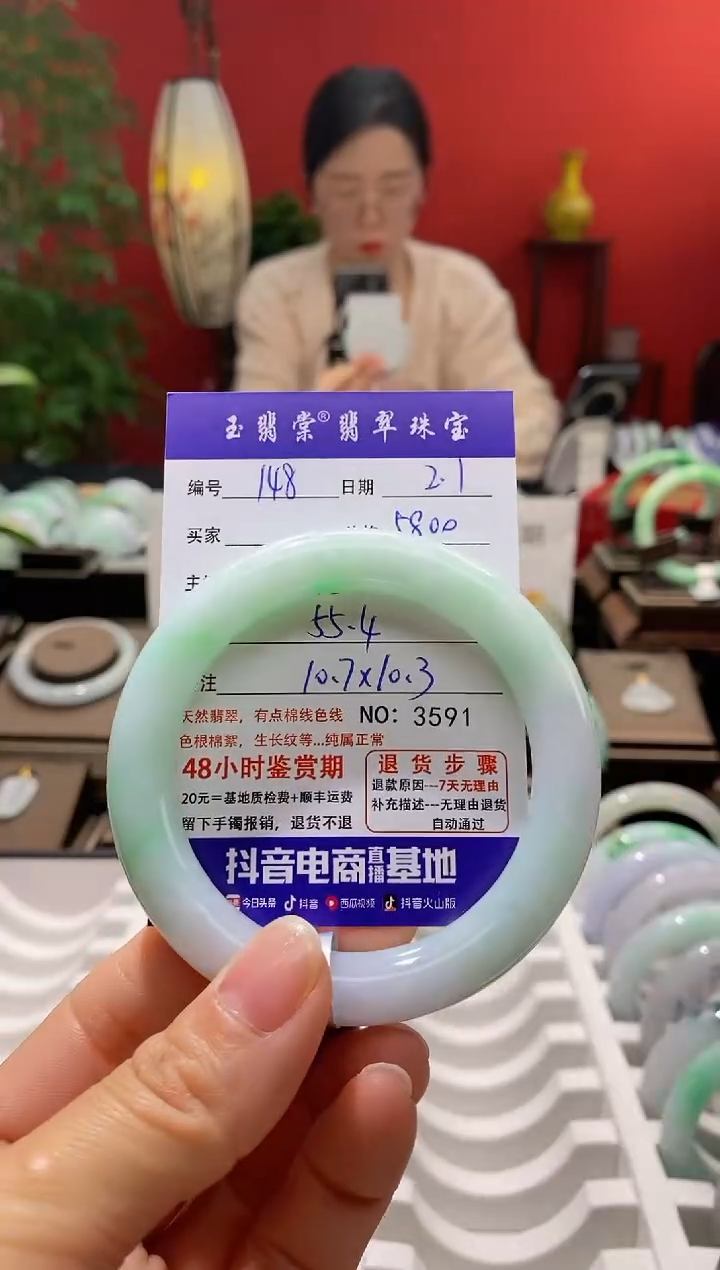 玉翡棠®翡翠珠宝
编号 148 日期 2.1
买家 5800
55.4
注 10.7x10.3
天然翡翠，有点棉线色线 NO: 3591
色根棉絮，生长纹等...纯属正常
48小时鉴赏期
20元=基地质检费+顺丰运费
留下手镯报销，退货不退
退货步骤
退款原因---7天无理由
补充描述---无理由退货
自动通过
抖音电商直播基地
今日头条 抖音 西瓜视频 抖音火山版